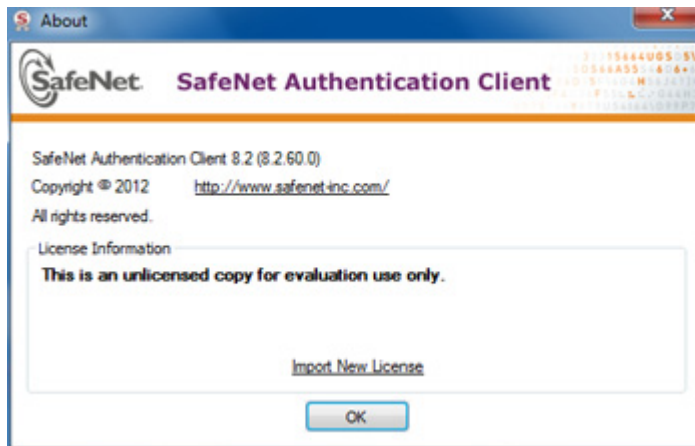 About
SafeNet. SafeNet Authentication Client
SafeNet Authentication Client 8.2 (8.2.60.0)
Copyright © 2012 http://www.safenet-inc.com/
All rights reserved.
License Information
This is an unlicensed copy for evaluation use only.
Import New License
OK